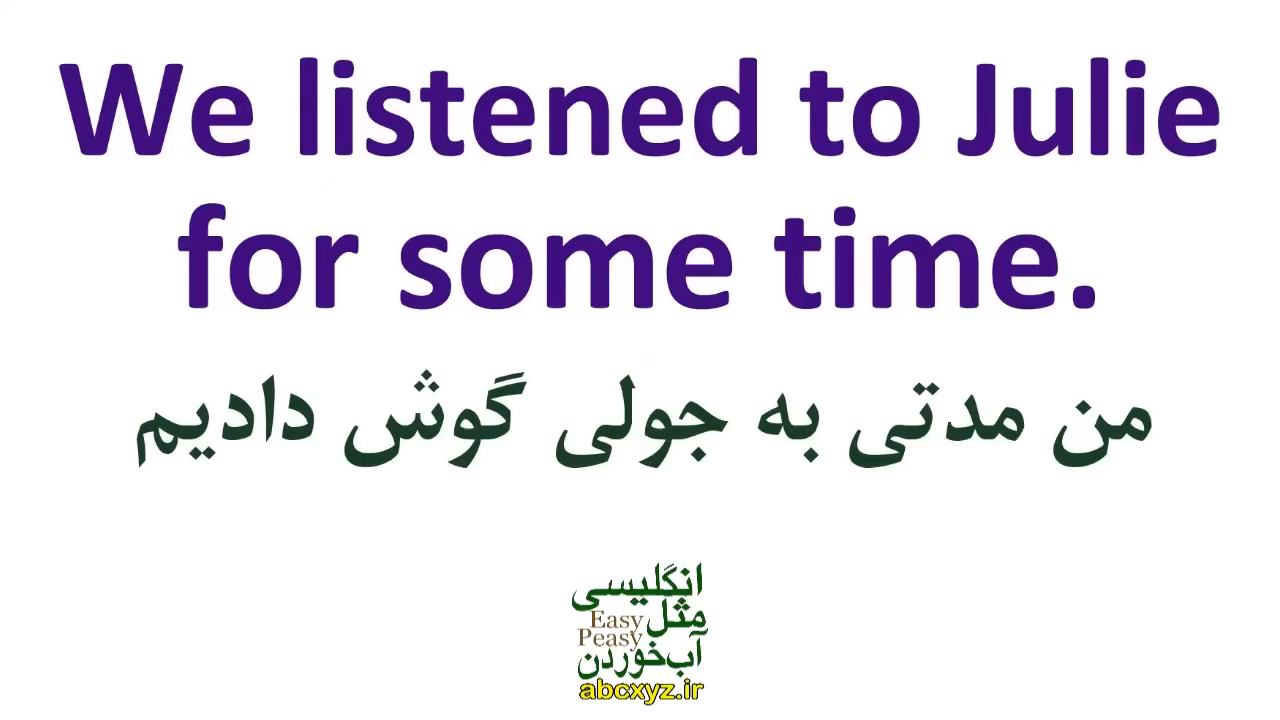 We listened to Julie
for some time.
من مدتی به جولی گوش دادیم
انگلیسی
مثل
Easy
Peasy
آب‌خوردن
abcxyz.ir